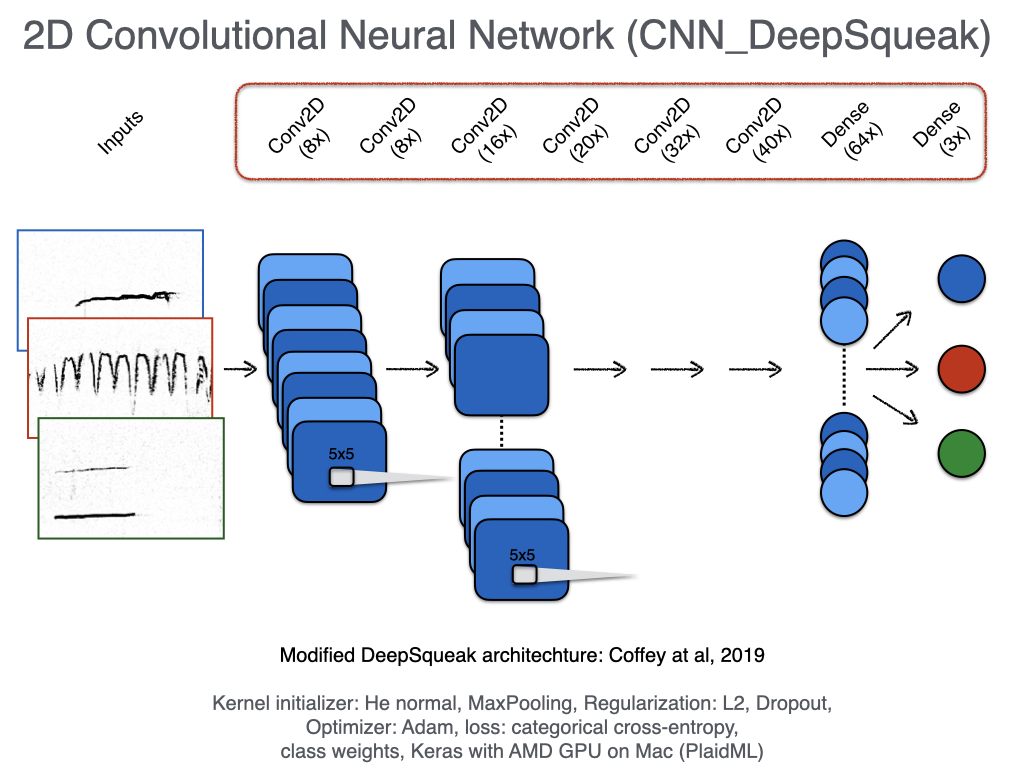 2D Convolutional Neural Network (CNN_DeepSqueak)
Inputs
Conv2D
(8x)
Conv2D
(8x)
Conv2D
(16x)
Conv2D
(20x)
Conv2D
(32x)
Conv2D
(40x)
Dense
(64x)
Dense
(3x)
5x5
5x5
Modified DeepSqueak architechture: Coffey at al, 2019
Kernel initializer: He normal, MaxPooling, Regularization: L2, Dropout,
Optimizer: Adam, loss: categorical cross-entropy,
class weights, Keras with AMD GPU on Mac (PlaidML)